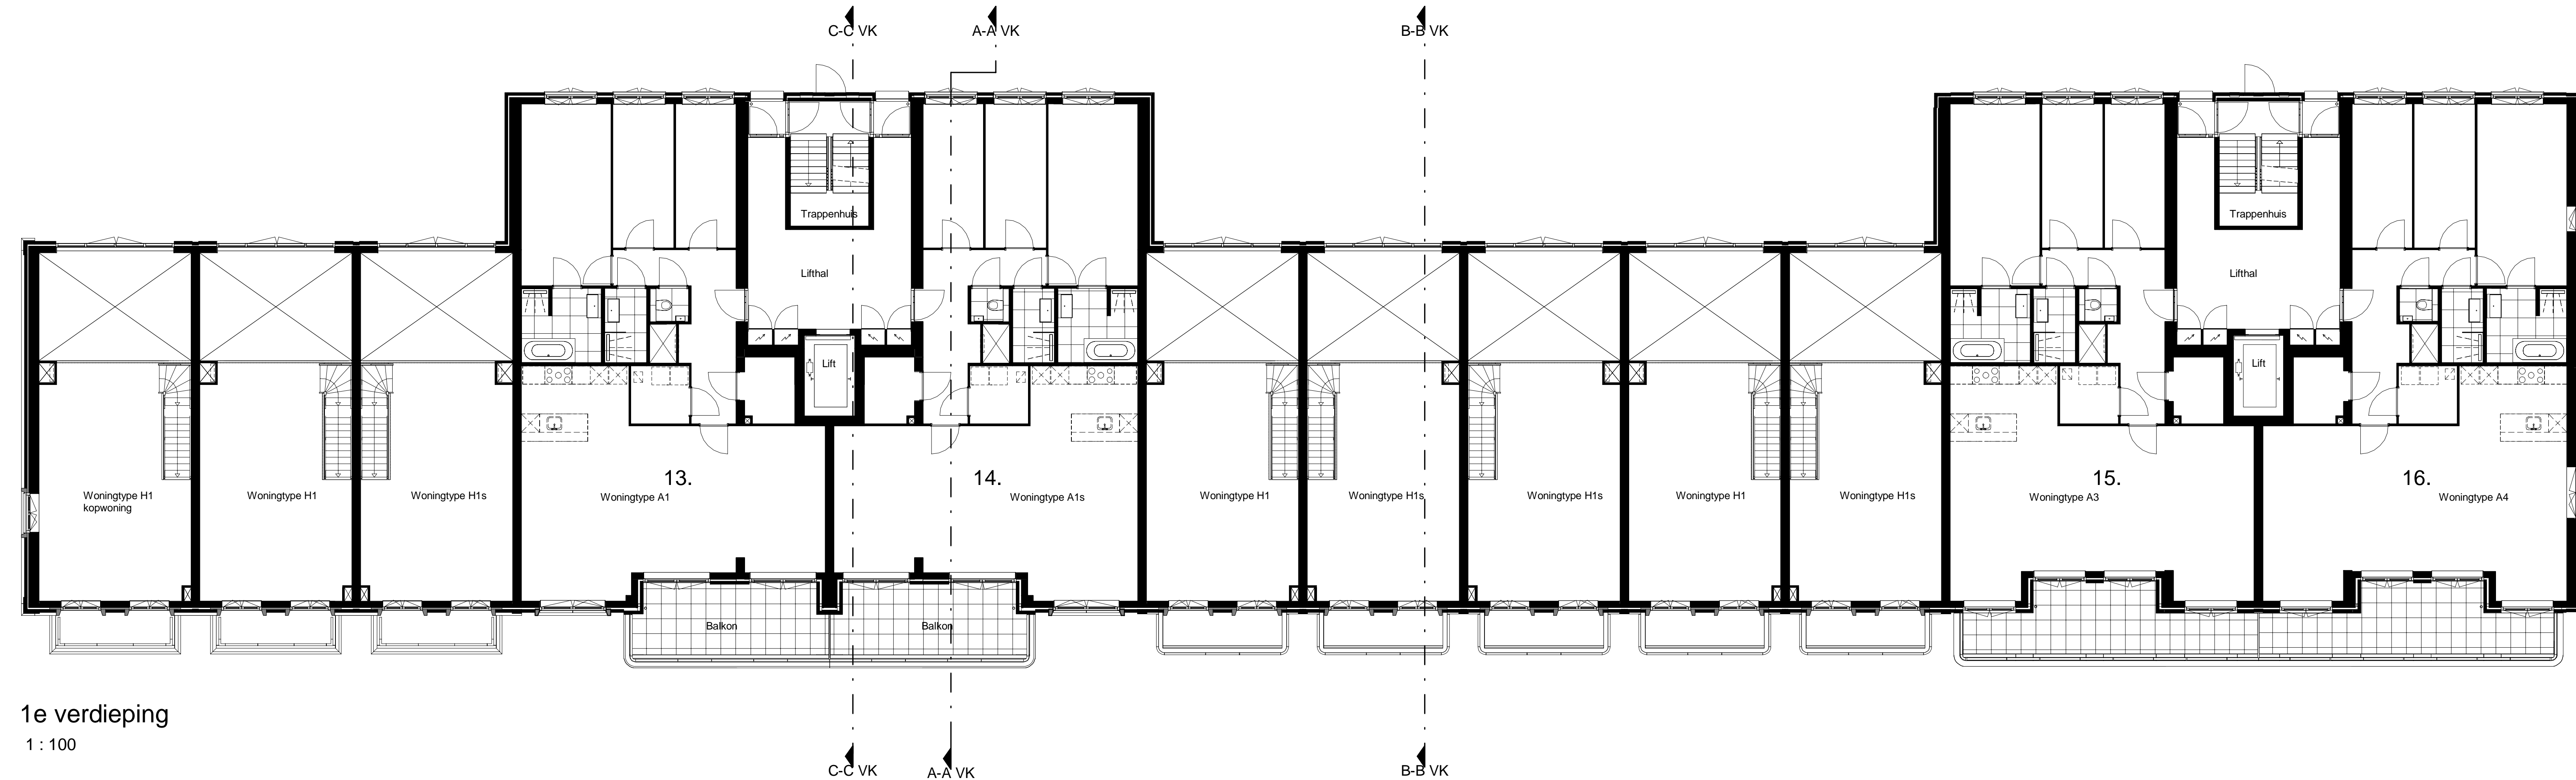 C-C VK
A-A VK
B-B VK
Trappenhuis
Trappenhuis
Lifthal
Lifthal
Lift
Lift
13.
14.
15.
16.
Woningtype H1
kopwoning
Woningtype H1
Woningtype H1s
Woningtype A1
Woningtype A1s
Woningtype H1
Woningtype H1s
Woningtype H1s
Woningtype H1
Woningtype H1s
Woningtype A3
Woningtype A4
Balkon
Balkon
1e verdieping
1 : 100
C-C VK
A-A VK
B-B VK